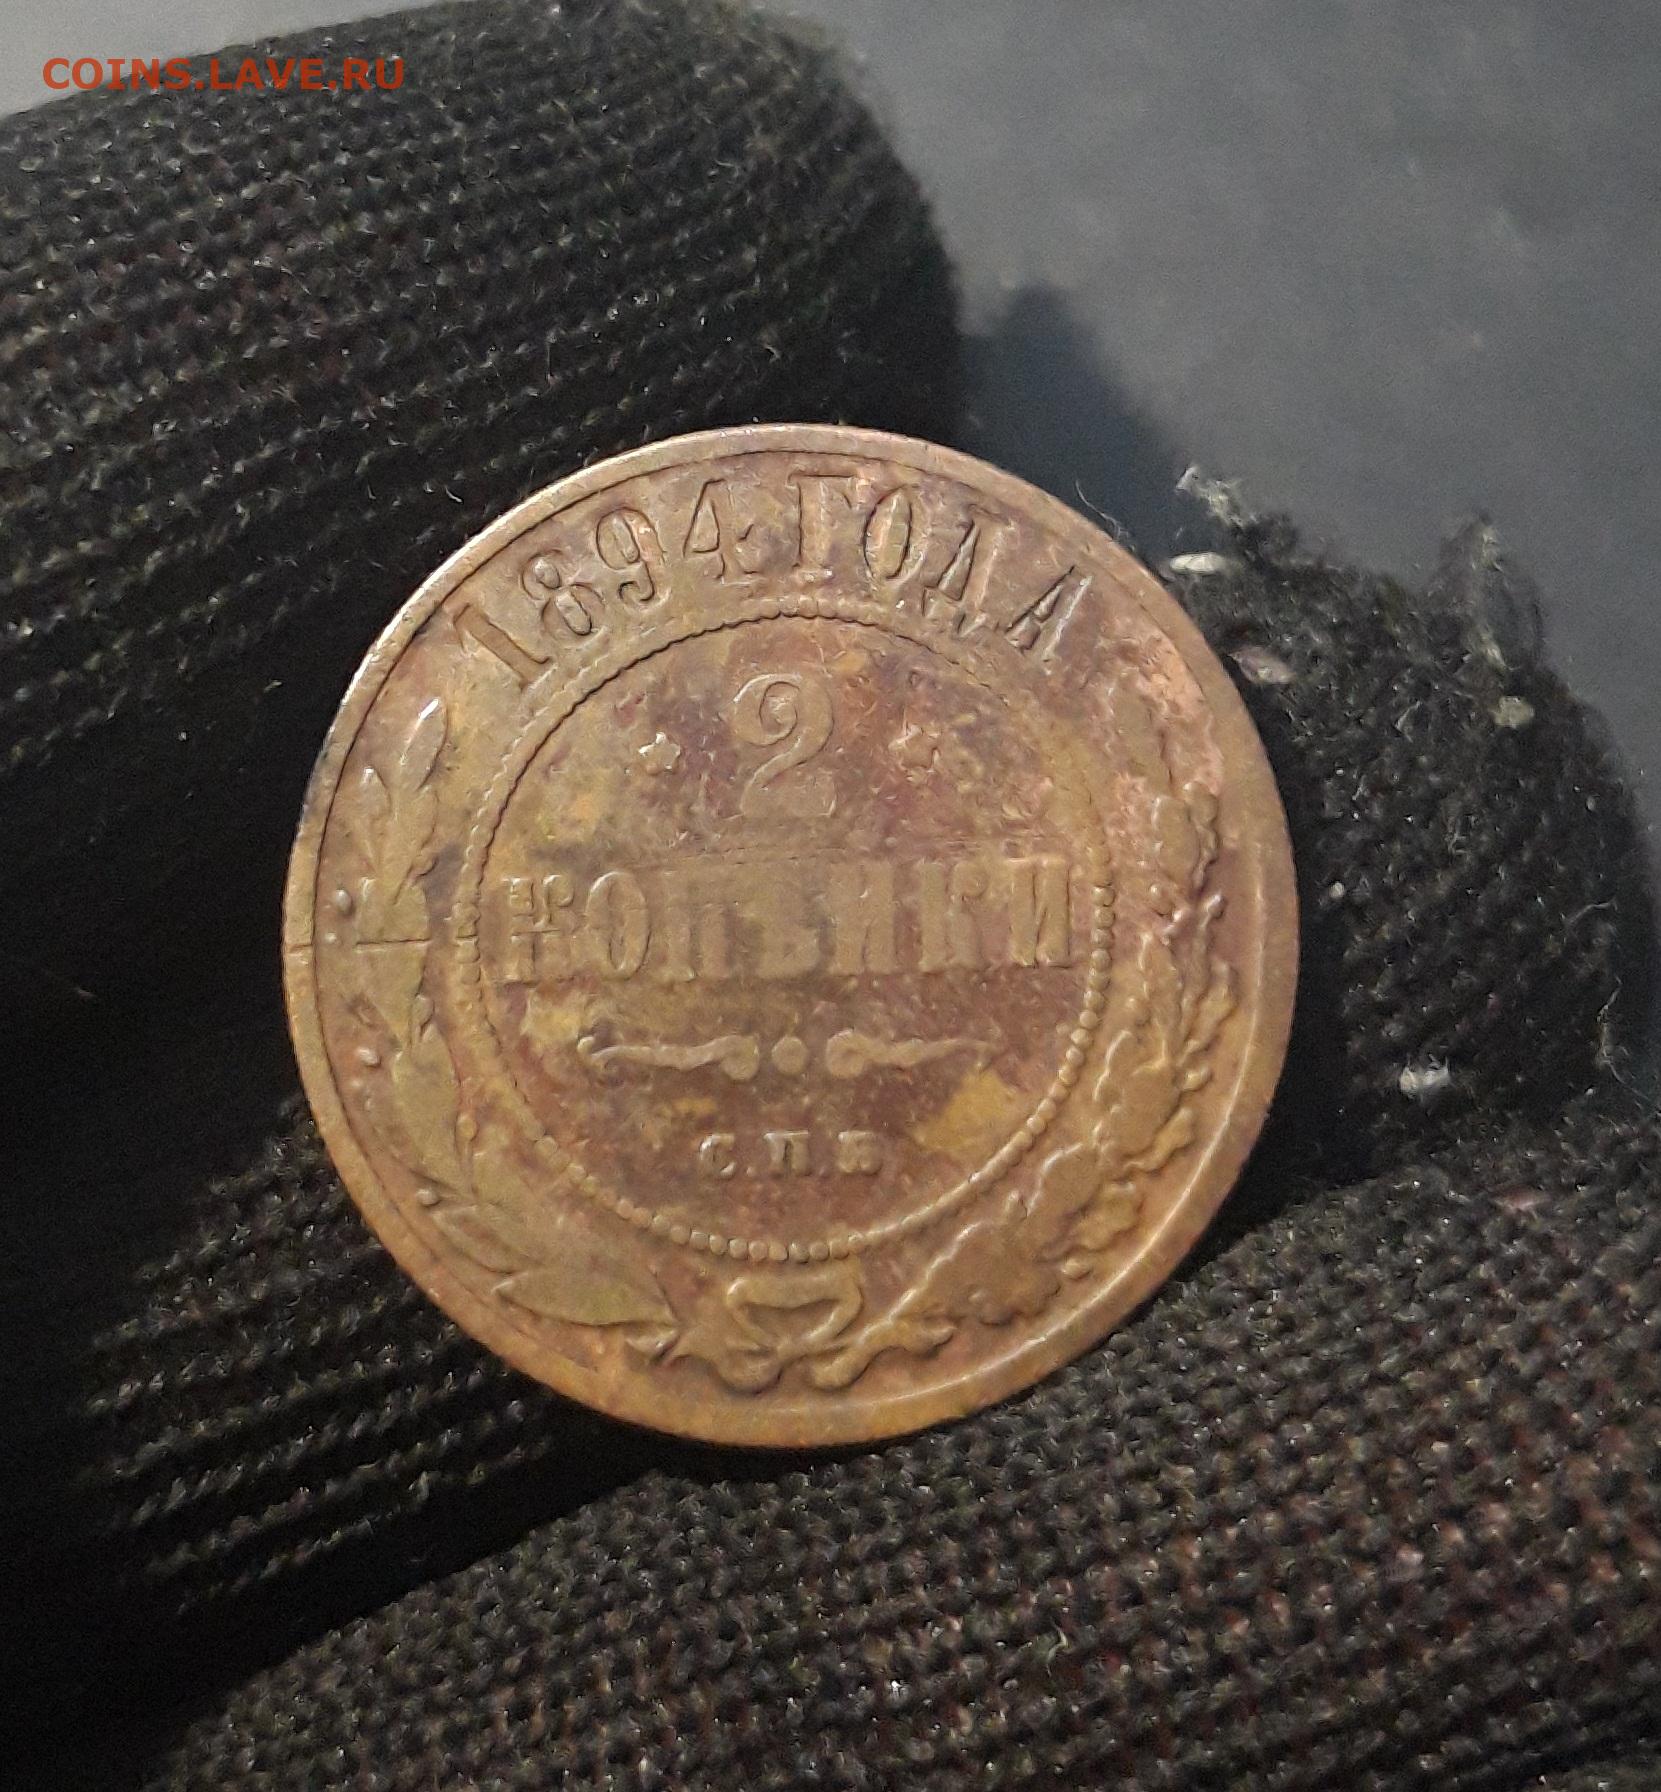 COINS.LAVE.RU
1894 ГОДА
2
КОПѢЙКИ
С.П.Б